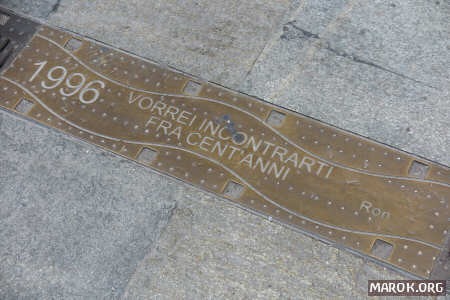 1996
VORREI INCONTRARTI
FRA CENT'ANNI
Ron
MAROK.ORG